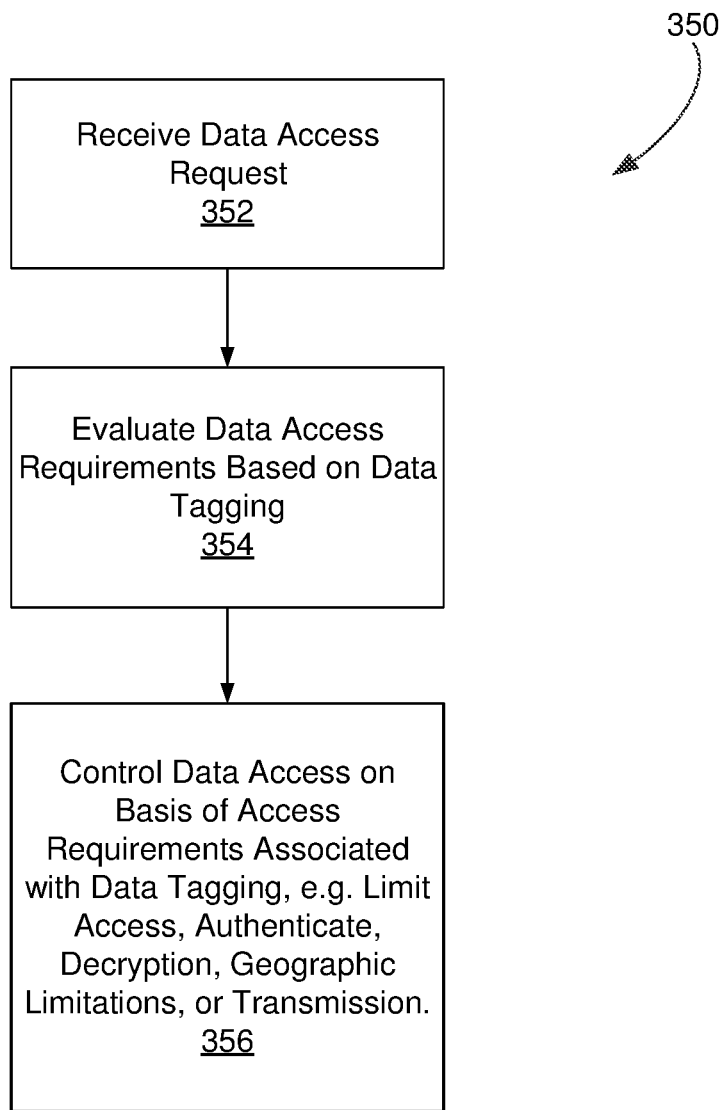 350
Receive Data Access
Request
352
Evaluate Data Access
Requirements Based on Data
Tagging
354
Control Data Access on
Basis of Access
Requirements Associated
with Data Tagging, e.g. Limit
Access, Authenticate,
Decryption, Geographic
Limitations, or Transmission.
356